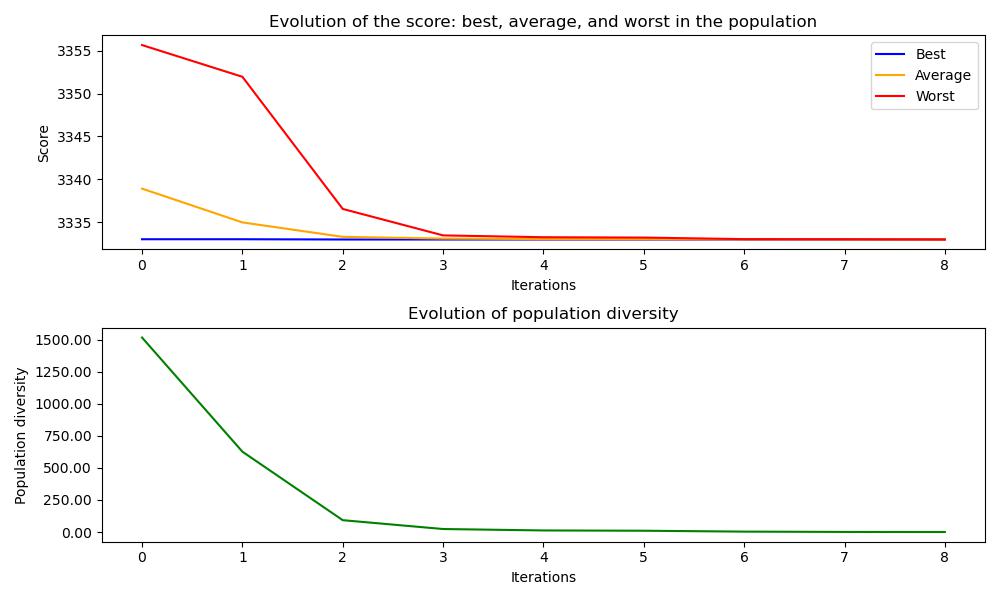 Evolution of the score: best, average, and worst in the population
Score
3355
3350
3345
3340
3335
Best
Average
Worst
0 1 2 3 4 5 6 7 8
Iterations
Evolution of population diversity
Population diversity
1500.00
1250.00
1000.00
750.00
500.00
250.00
0.00
0 1 2 3 4 5 6 7 8
Iterations